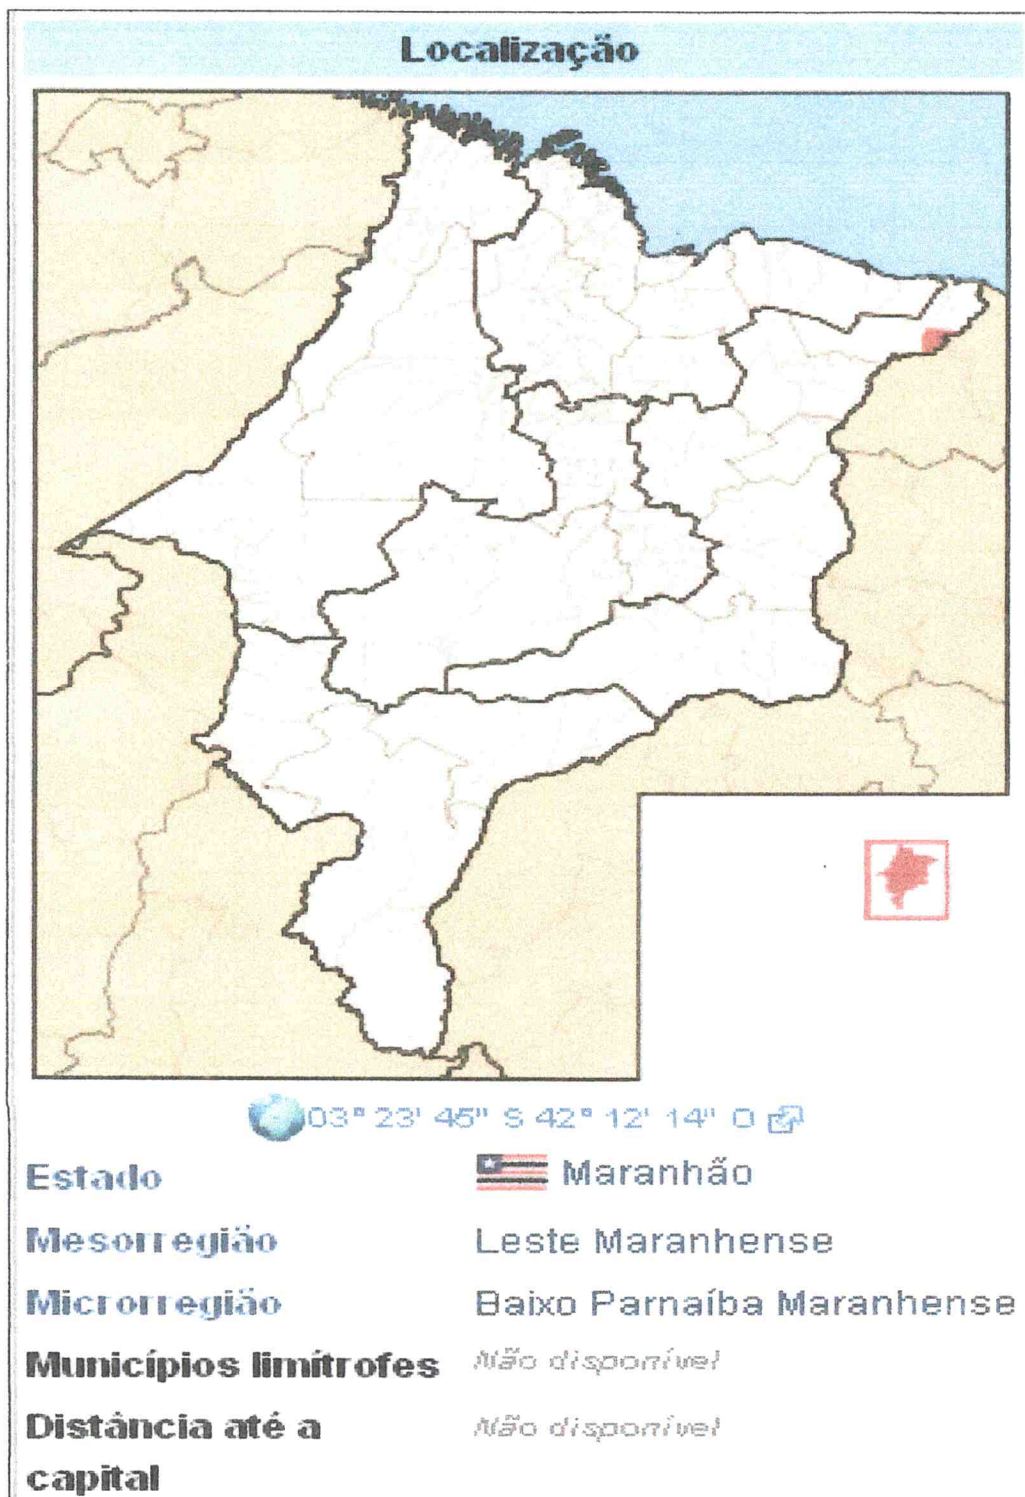 Localização
03° 23' 45" S 42° 12' 14" O
Estado Maranhão
Mesorregião Leste Maranhense
Microrregião Baixo Parnaíba Maranhense
Municípios limítrofes Não disponível
Distância até a capital Não disponível